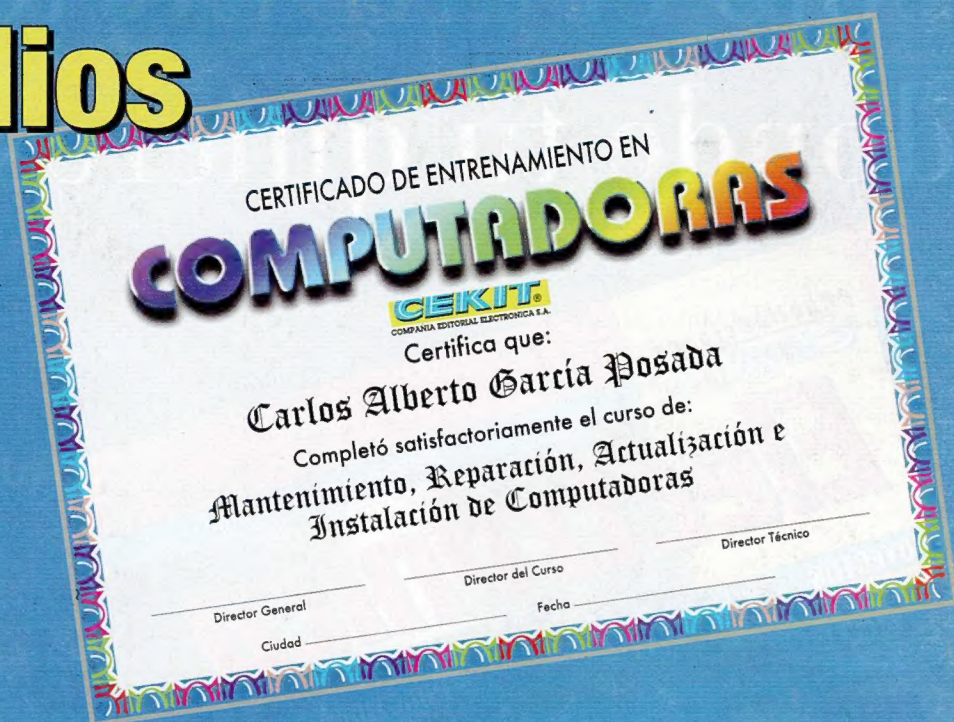 CERTIFICADO DE ENTRENAMIENTO EN
COMPUTADORAS
CEKIT®
COMPAÑIA EDITORIAL ELECTRONICA S.A.
Certifica que:
Carlos Alberto García Posada
Completó satisfactoriamente el curso de:
Mantenimiento, Reparación, Actualización e
Instalación de Computadoras
Director General
Director del Curso
Director Técnico
Ciudad
Fecha